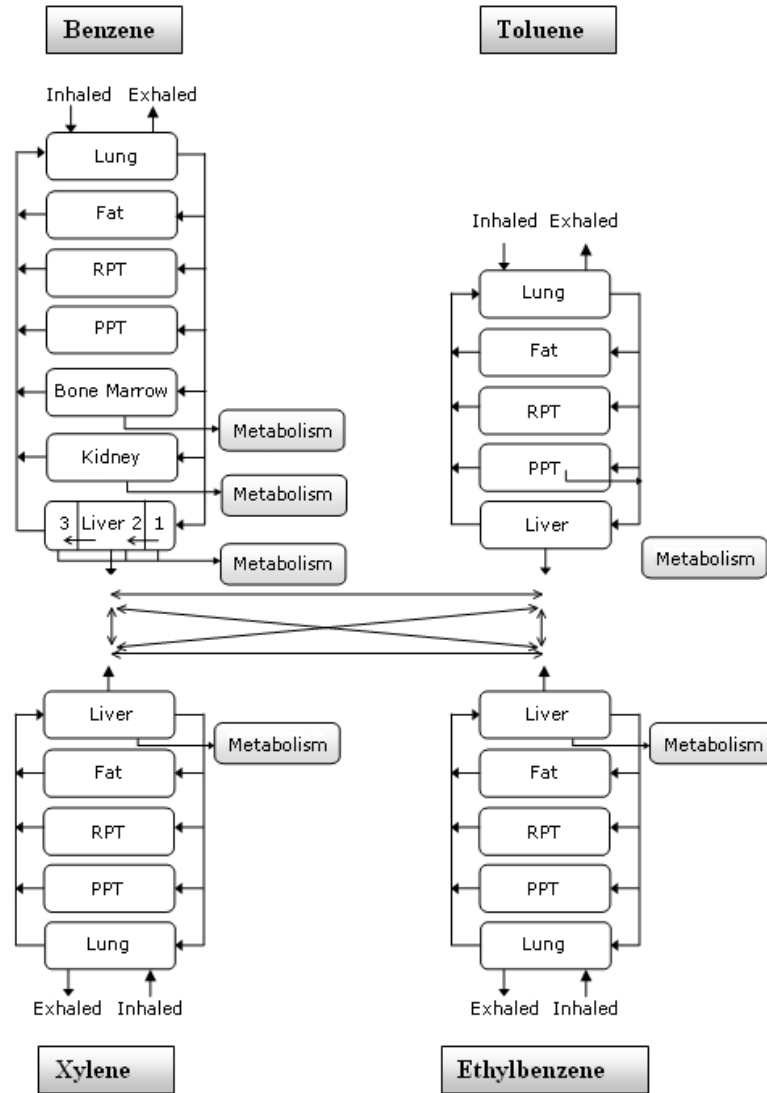 Benzene
Toluene
Inhaled Exhaled
Lung
Fat
RPT
PPT
Bone Marrow
Metabolism
Kidney
Metabolism
3 Liver 2 1
Metabolism
Inhaled Exhaled
Lung
Fat
RPT
PPT
Liver
Metabolism
Liver
Metabolism
Fat
RPT
PPT
Lung
Exhaled Inhaled
Liver
Metabolism
Fat
RPT
PPT
Lung
Exhaled Inhaled
Xylene
Ethylbenzene